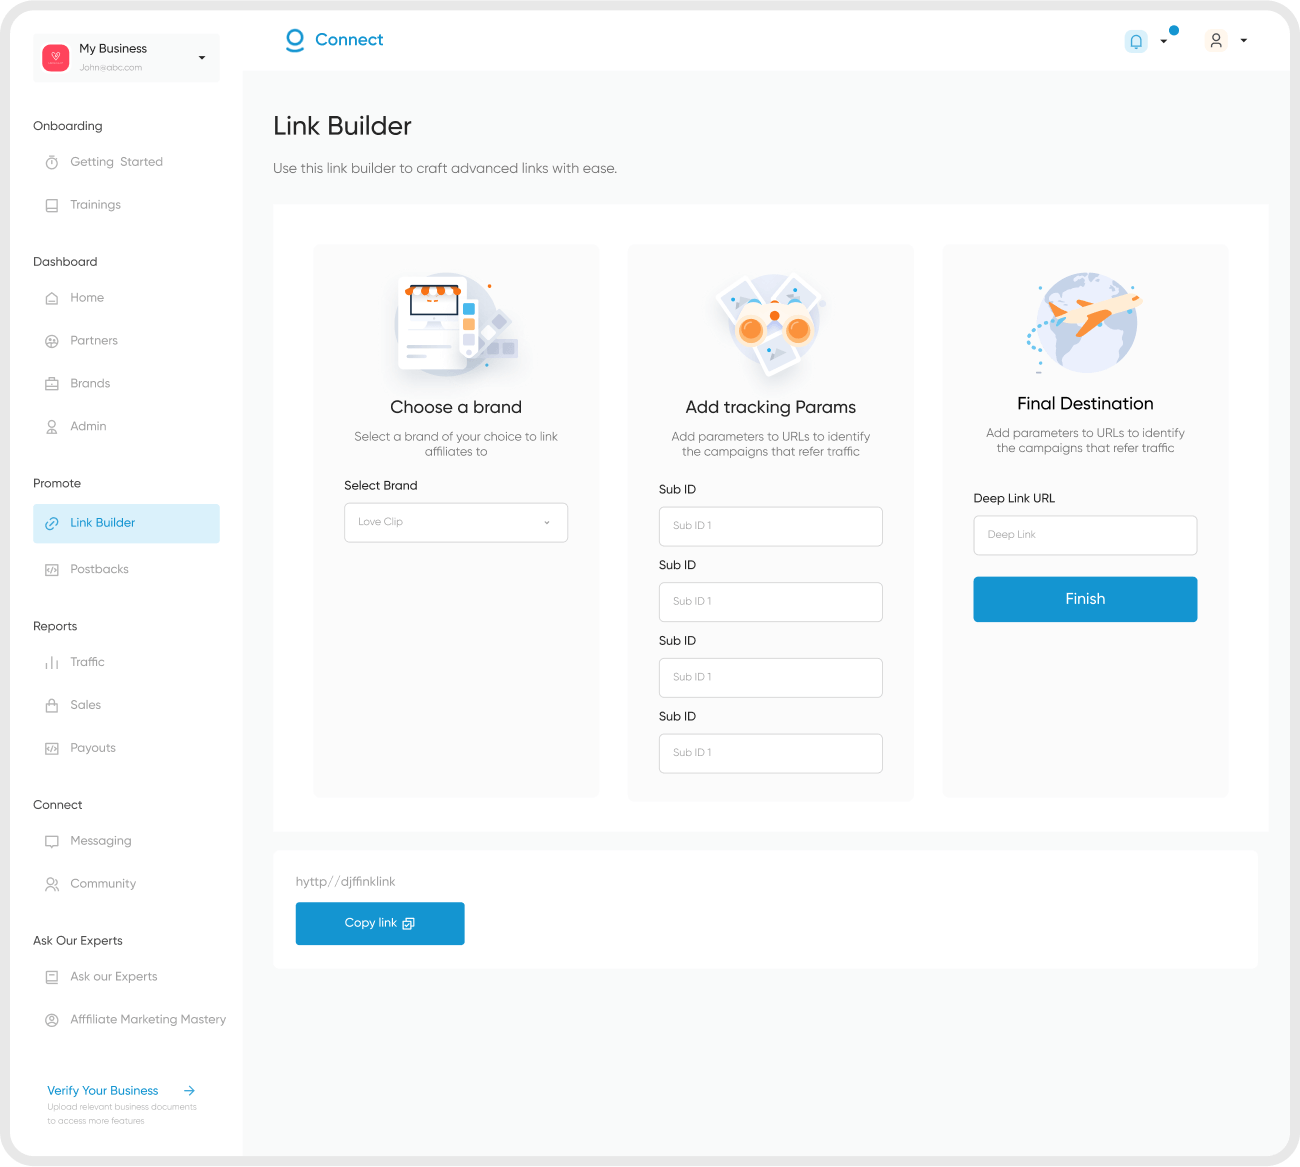 My Business
John@abc.com
Onboarding
Getting Started
Trainings
Dashboard
Home
Partners
Brands
Admin
Promote
Link Builder
Postbacks
Reports
Traffic
Sales
Payouts
Connect
Messaging
Community
Ask Our Experts
Ask our Experts
Afffiliate Marketing Mastery
Verify Your Business
Upload relevant business documents
to access more features
Connect
Link Builder
Use this link builder to craft advanced links with ease.
Choose a brand
Select a brand of your choice to link
affiliates to
Select Brand
Love Clip
Add tracking Params
Add parameters to URLs to identify
the campaigns that refer traffic
Sub ID
Sub ID 1
Sub ID
Sub ID 1
Sub ID
Sub ID 1
Sub ID
Sub ID 1
Final Destination
Add parameters to URLs to identify
the campaigns that refer traffic
Deep Link URL
Deep Link
Finish
hyttp//djffinklink
Copy link